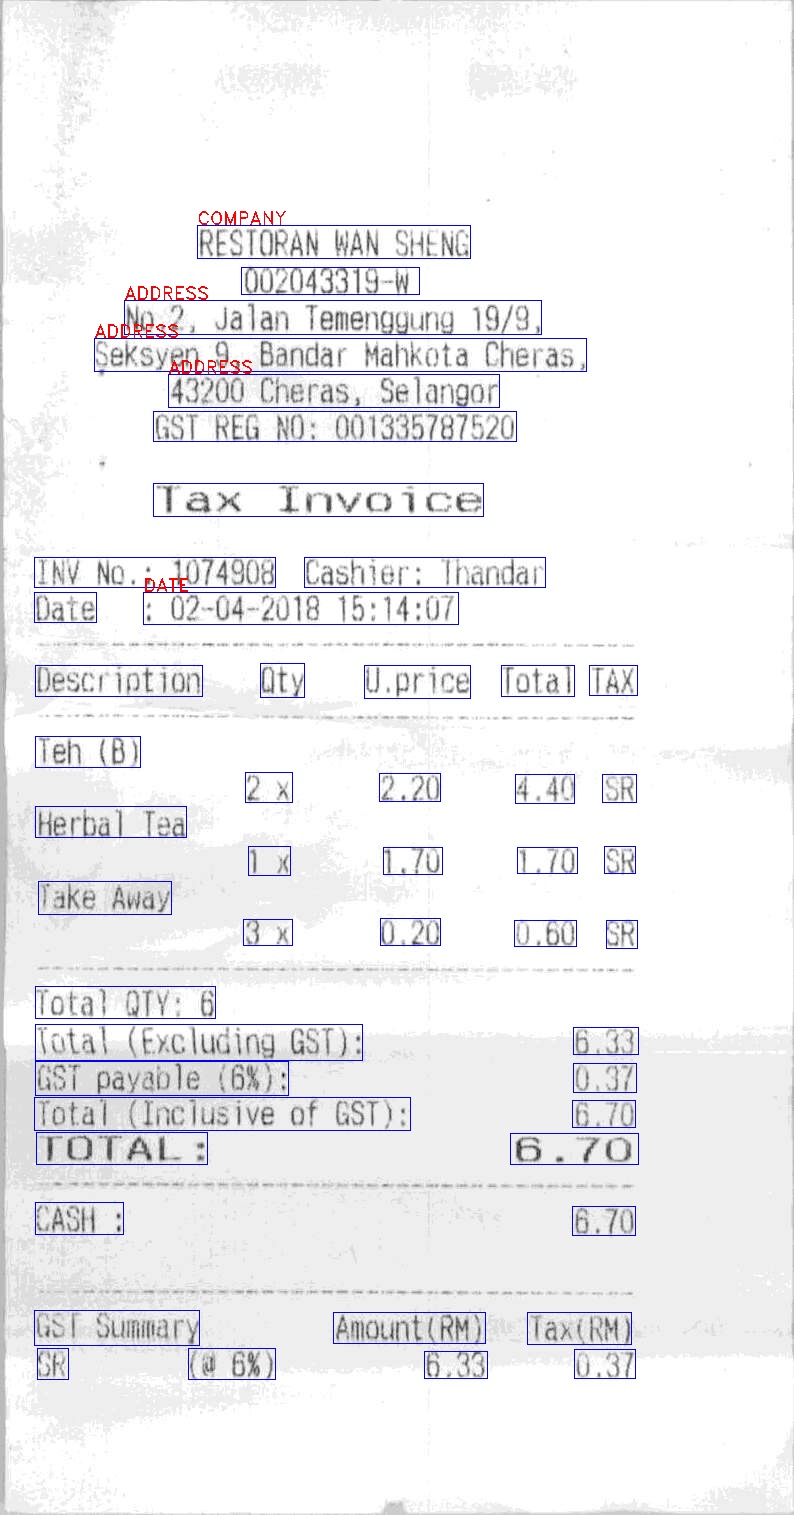 COMPANY
RESTORAN WAN SHENG
002043319-W
ADDRESS
No.2, Jalan Temenggung 19/9,
ADDRESS
Seksyen 9, Bandar Mahkota Cheras,
ADDRESS
43200 Cheras, Selangor
GST REG NO: 001335787520
Tax Invoice
INV No.: 1074908 Cashier: Thandar
DATE
Date : 02-04-2018 15:14:07
Description Qty U.price Total TAX
Teh (B)
2 x 2.20 4.40 SR
Herbal Tea
1 x 1.70 1.70 SR
Take Away
3 x 0.20 0.60 SR
Total QTY: 6
Total (Excluding GST): 6.33
GST payable (6%): 0.37
Total (Inclusive of GST): 6.70
TOTAL: 6.70
CASH : 6.70
GST Summary Amount(RM) Tax(RM)
SR (@ 6%) 6.33 0.37